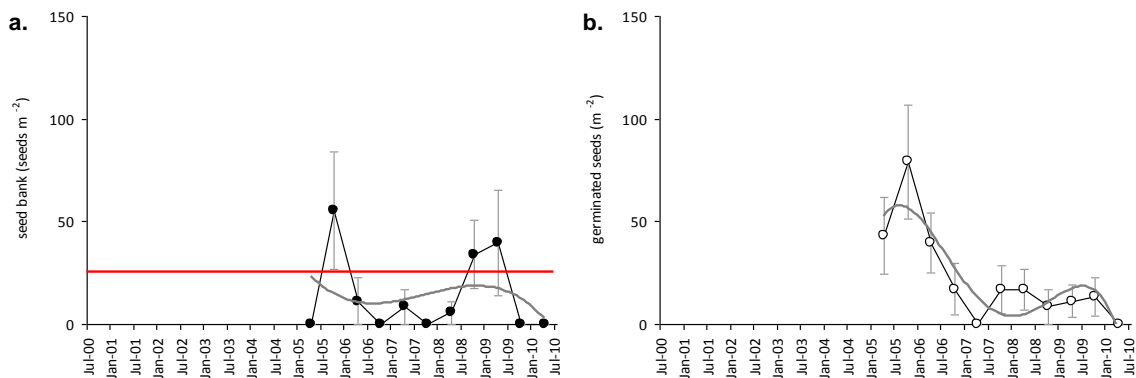 a.
150
100
50
0
seed bank (seeds m -2)
Jul-00
Jan-01
Jul-01
Jan-02
Jul-02
Jan-03
Jul-03
Jan-04
Jul-04
Jan-05
Jul-05
Jan-06
Jul-06
Jan-07
Jul-07
Jan-08
Jul-08
Jan-09
Jul-09
Jan-10
Jul-10
b.
150
100
50
0
germinated seeds (m -2)
Jul-00
Jan-01
Jul-01
Jan-02
Jul-02
Jan-03
Jul-03
Jan-04
Jul-04
Jan-05
Jul-05
Jan-06
Jul-06
Jan-07
Jul-07
Jan-08
Jul-08
Jan-09
Jul-09
Jan-10
Jul-10